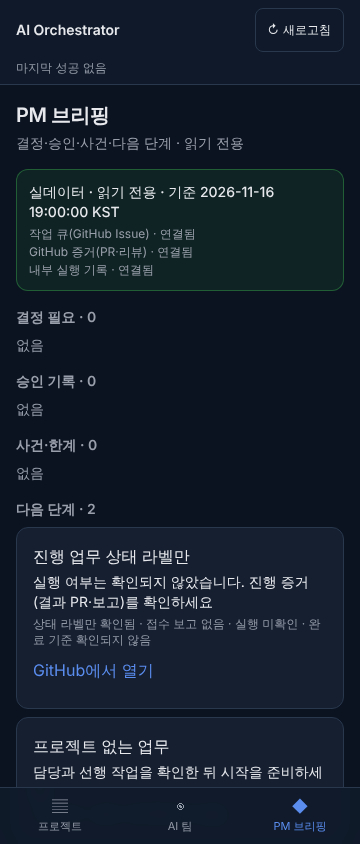 AI Orchestrator
↻ 새로고침
마지막 성공 없음
PM 브리핑
결정·승인·사건·다음 단계 · 읽기 전용
실데이터 · 읽기 전용 · 기준 2026-11-16
19:00:00 KST
작업 큐(GitHub Issue) · 연결됨
GitHub 증거(PR·리뷰) · 연결됨
내부 실행 기록 · 연결됨
결정 필요 · 0
없음
승인 기록 · 0
없음
사건·한계 · 0
없음
다음 단계 · 2
진행 업무 상태 라벨만
실행 여부는 확인되지 않았습니다. 진행 증거
(결과 PR·보고)를 확인하세요
상태 라벨만 확인됨 · 접수 보고 없음 · 실행 미확인 · 완
료 기준 확인되지 않음
GitHub에서 열기
프로젝트 없는 업무
담당과 선행 작업을 확인한 뒤 시작을 준비하세
프로젝트
AI 팀
PM 브리핑